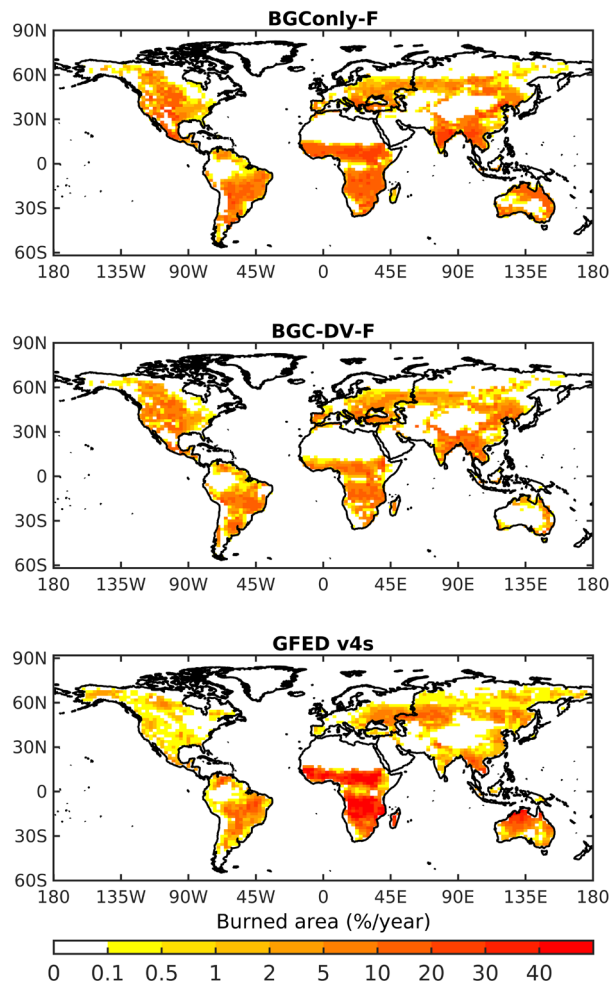 BGConly-F
90N
60N
30N
0
30S
60S
180 135W 90W 45W 0 45E 90E 135E 180
BGC-DV-F
90N
60N
30N
0
30S
60S
180 135W 90W 45W 0 45E 90E 135E 180
GFED v4s
90N
60N
30N
0
30S
60S
180 135W 90W 45W 0 45E 90E 135E 180
Burned area (%/year)
0 0.1 0.5 1 2 5 10 20 30 40